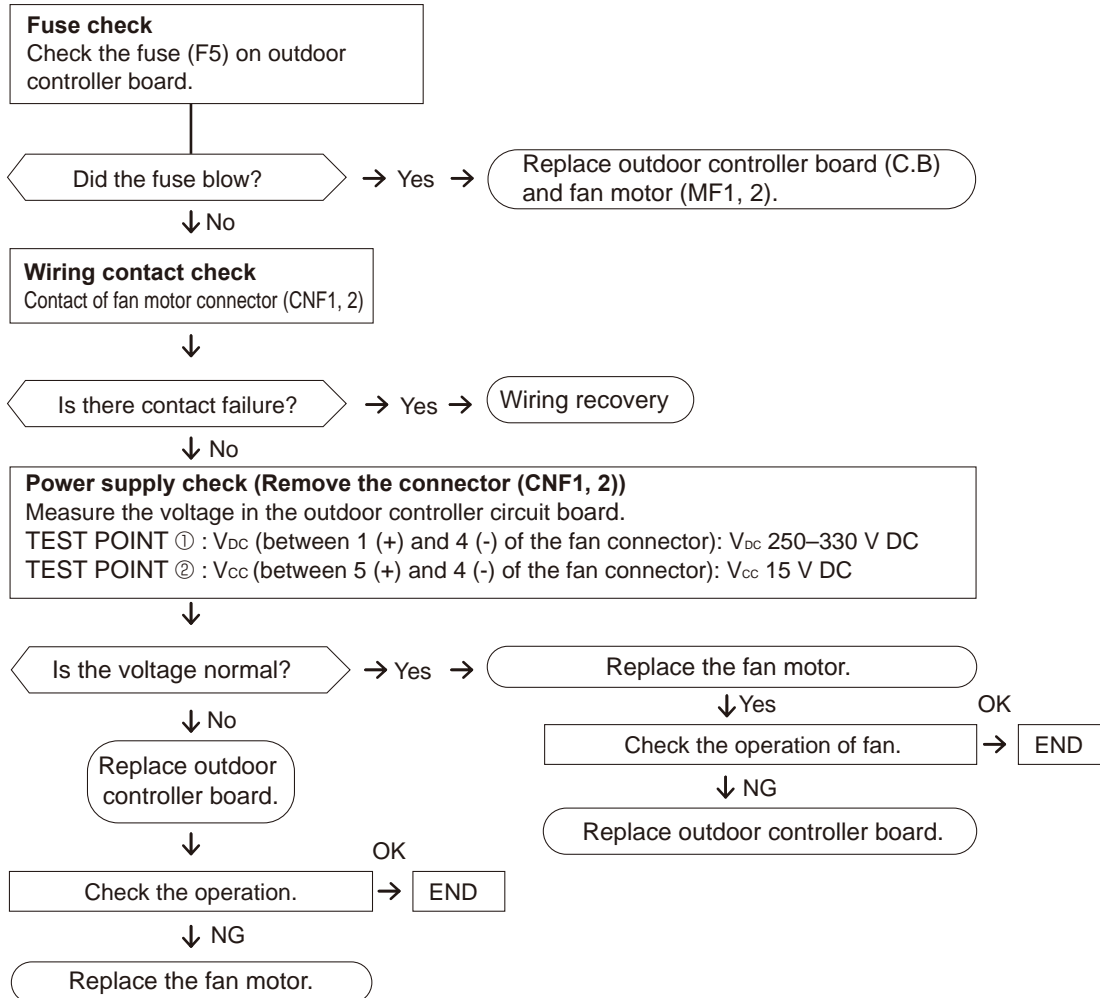 Fuse check
Check the fuse (F5) on outdoor
controller board.
Did the fuse blow?
Yes
Replace outdoor controller board (C.B)
and fan motor (MF1, 2).
No
Wiring contact check
Contact of fan motor connector (CNF1, 2)
Is there contact failure?
Yes
Wiring recovery
No
Power supply check (Remove the connector (CNF1, 2))
Measure the voltage in the outdoor controller circuit board.
TEST POINT ① : VDC (between 1 (+) and 4 (-) of the fan connector): VDC 250–330 V DC
TEST POINT ② : VCC (between 5 (+) and 4 (-) of the fan connector): VCC 15 V DC
Is the voltage normal?
Yes
Replace the fan motor.
Yes
Check the operation of fan.
OK
END
NG
Replace outdoor controller board.
No
Replace outdoor
controller board.
Check the operation.
OK
END
NG
Replace the fan motor.